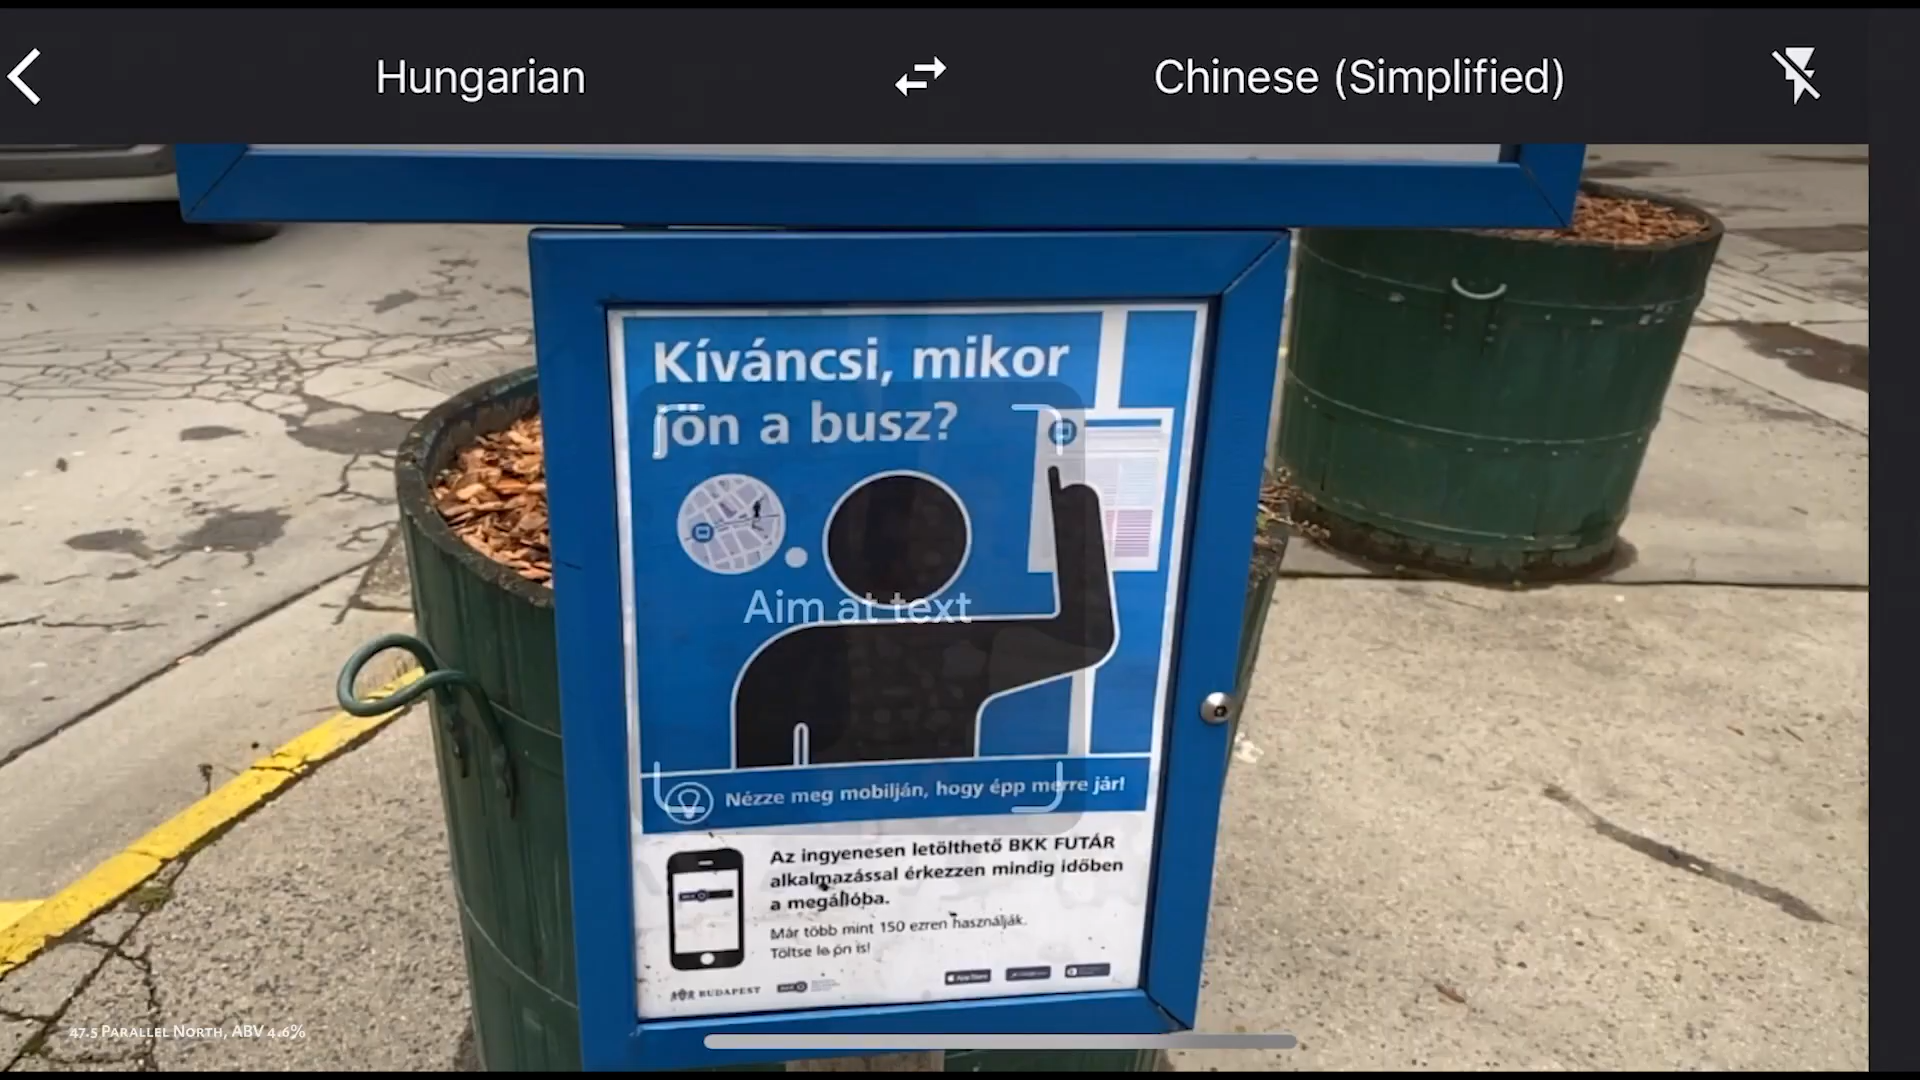 Hungarian
Chinese (Simplified)
Kíváncsi, mikor
jön a busz?
Aim at text
Nézze meg mobilján, hogy épp merre jár!
Az ingyenesen letölthető BKK FUTÁR
alkalmazással érkezzen mindig időben
a megállóba.
Már több mint 150 ezren használják.
Töltse le ön is!
BUDAPEST
App Store
47.5 Parallel North, ABV 4.6%